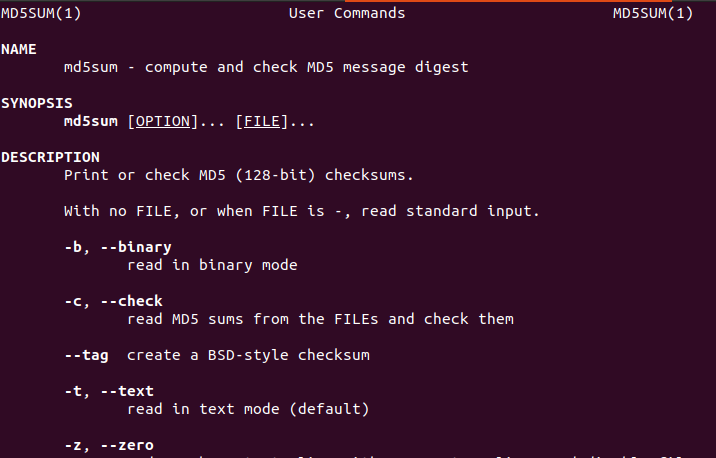 MD5SUM(1) User Commands MD5SUM(1)
NAME
md5sum - compute and check MD5 message digest
SYNOPSIS
md5sum [OPTION]... [FILE]...
DESCRIPTION
Print or check MD5 (128-bit) checksums.
With no FILE, or when FILE is -, read standard input.
-b, --binary
read in binary mode
-c, --check
read MD5 sums from the FILEs and check them
--tag create a BSD-style checksum
-t, --text
read in text mode (default)
-z, --zero